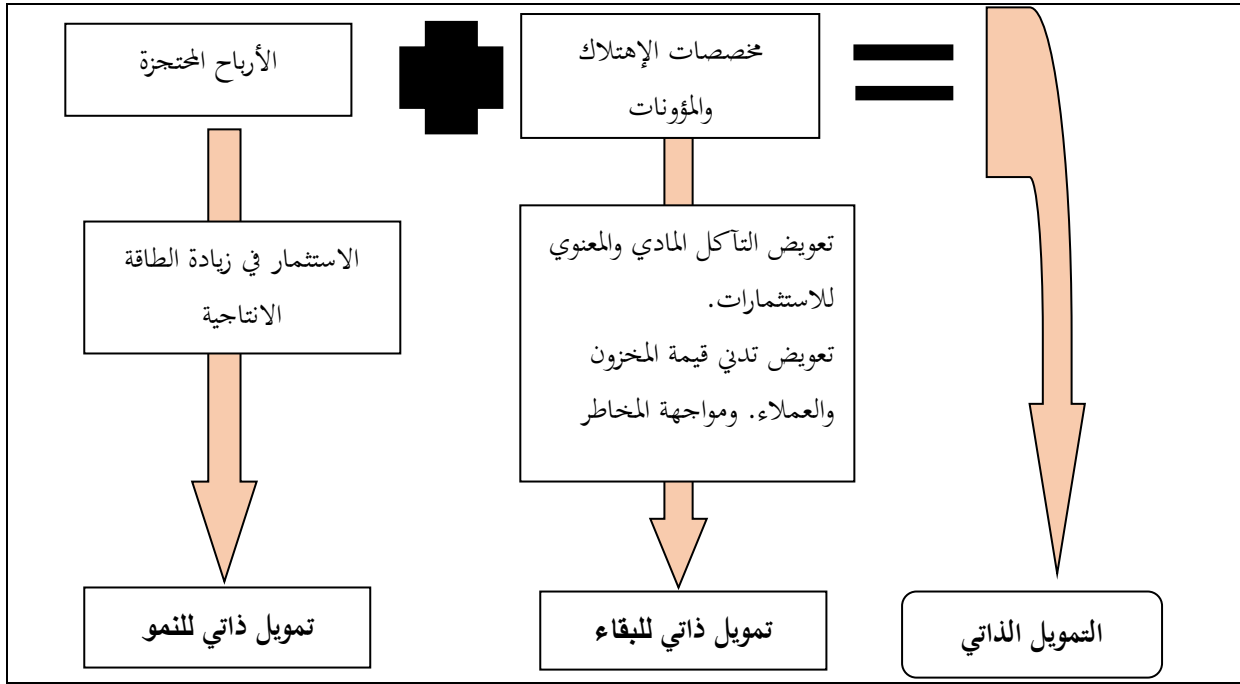 الأرباح المحتجزة
مخصصات الإهتلاك
والمؤونات
الاستثمار في زيادة الطاقة
الانتاجية
تعويض التآكل المادي والمعنوي
للاستثمارات.
تعويض تدني قيمة المخزون
والعملاء. ومواجهة المخاطر
تمويل ذاتي للنمو
تمويل ذاتي للبقاء
التمويل الذاتي